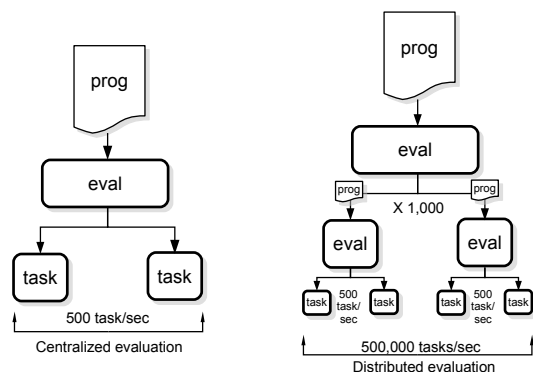 prog
eval
task
task
500 task/sec
Centralized evaluation
prog
eval
prog
prog
X 1,000
eval
eval
task
500
task/
sec
task
task
500
task/
sec
task
500,000 tasks/sec
Distributed evaluation